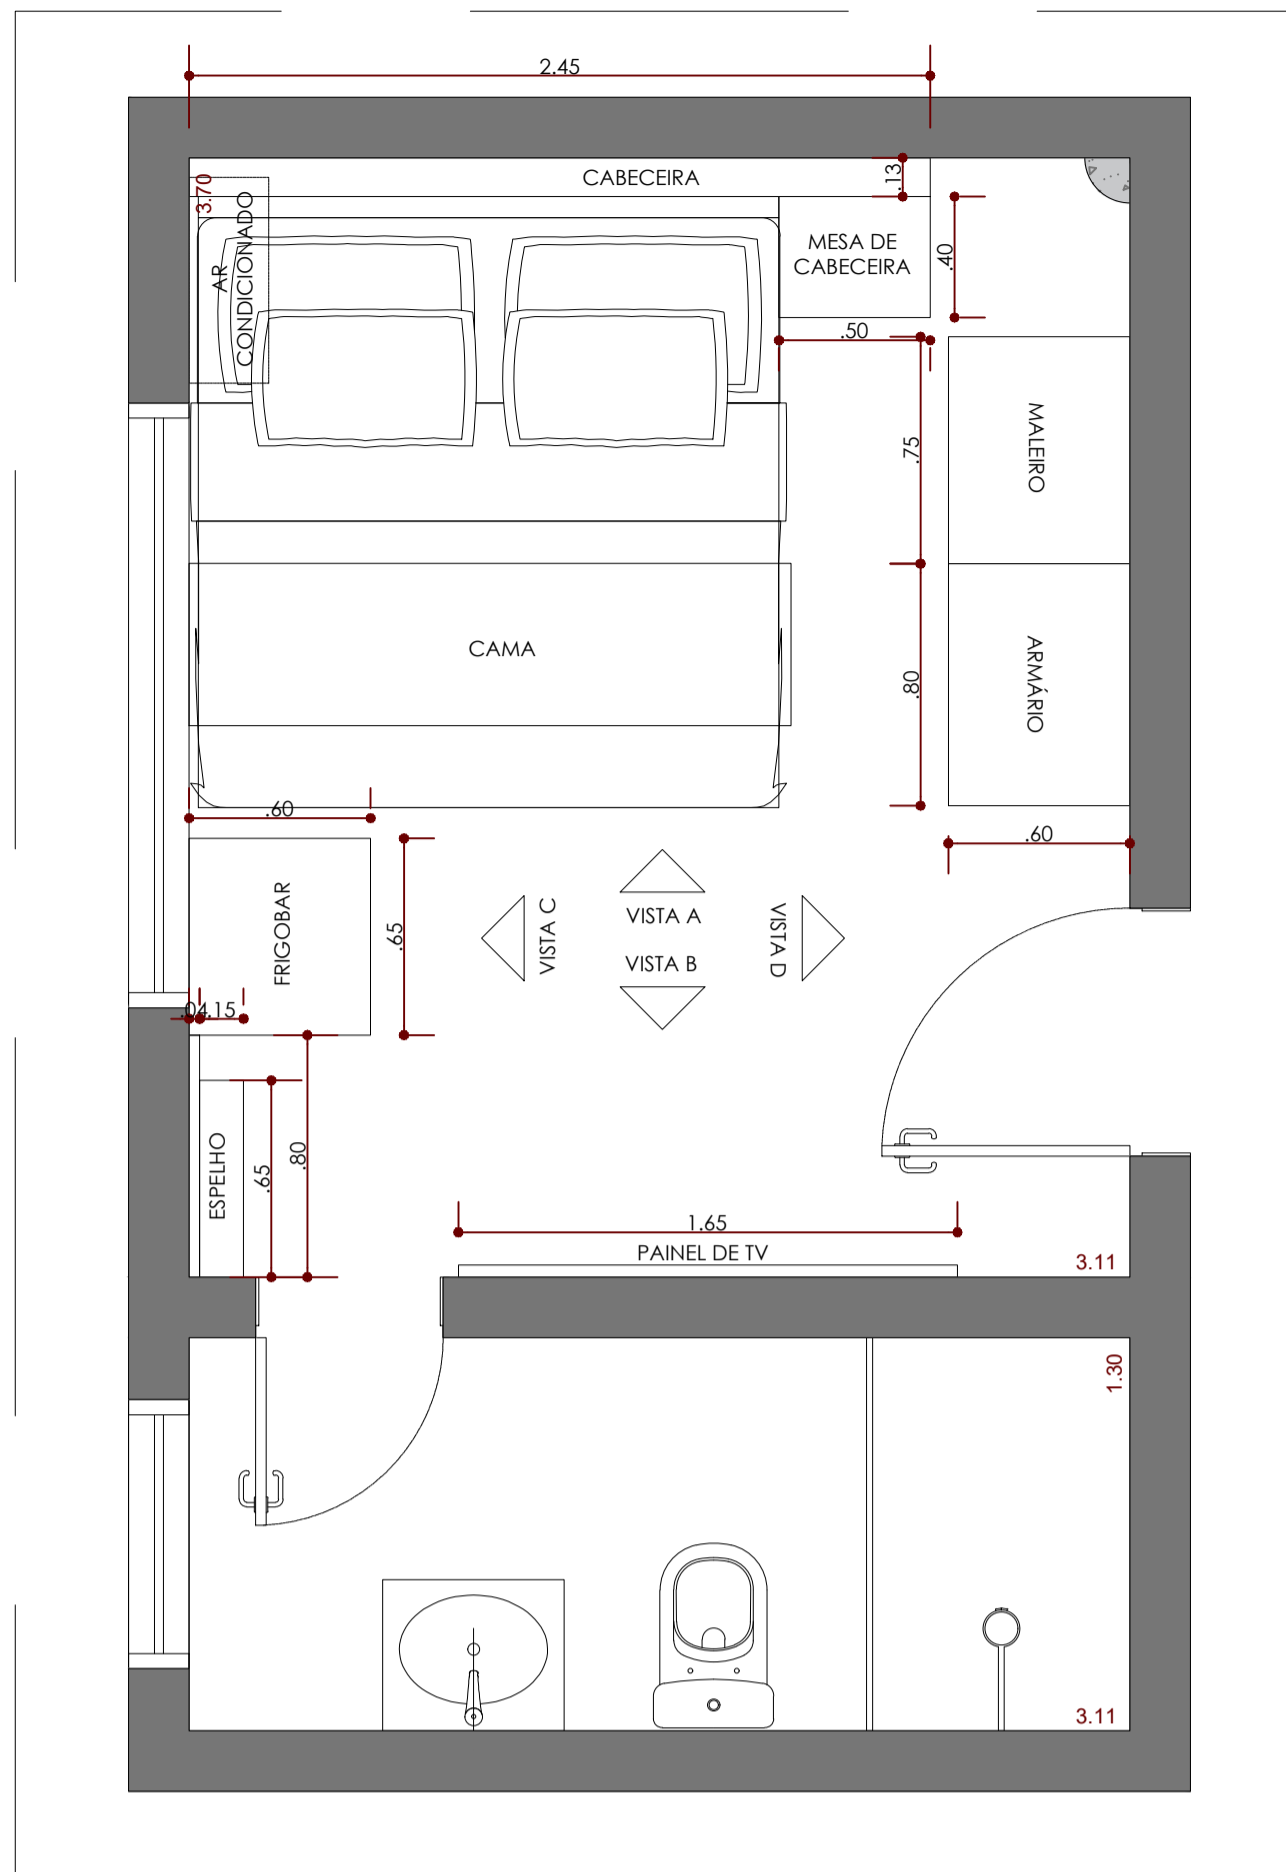 2.45
CABECEIRA
.13
3.70
AR
CONDICIONADO
MESA DE
CABECEIRA
.40
.50
.75
MALEIRO
CAMA
.80
ARMÁRIO
.60
.60
FRIGOBAR
.65
VISTA C
VISTA A
VISTA B
VISTA D
.04
.15
ESPELHO
.65
.80
1.65
PAINEL DE TV
3.11
1.30
3.11